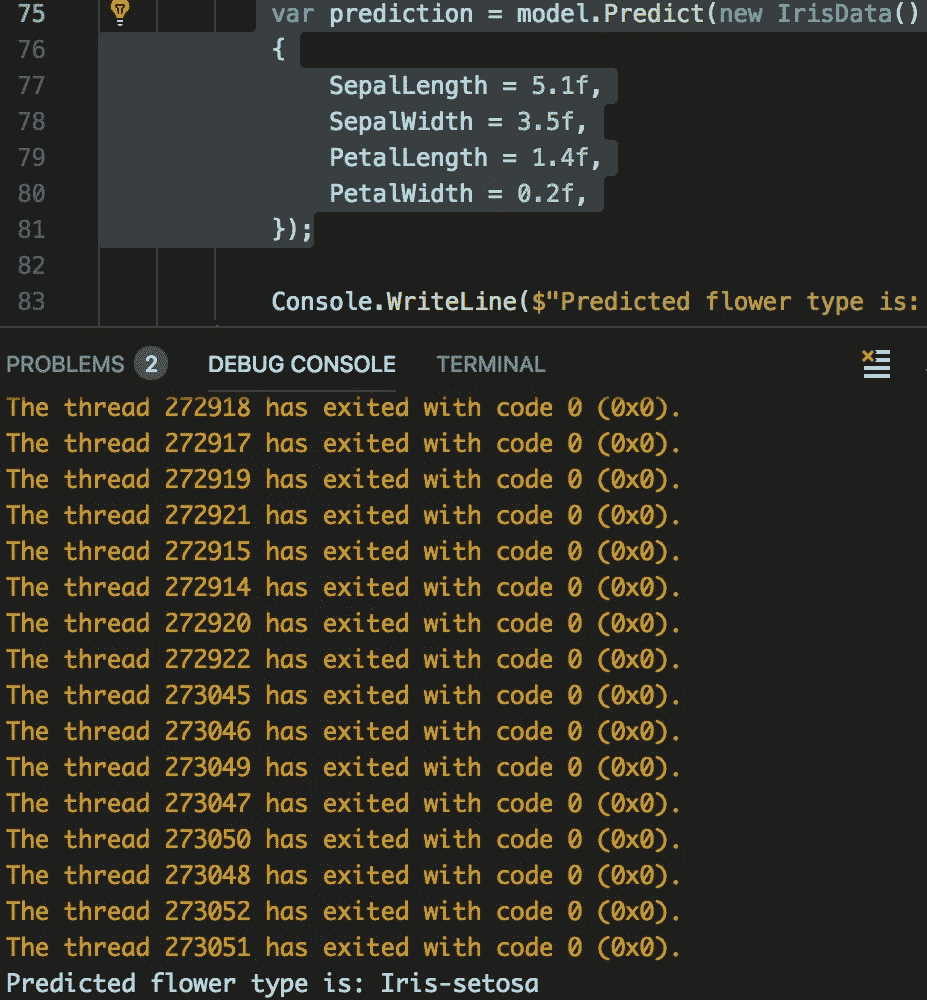 75 var prediction = model.Predict(new IrisData()
76 {
77 SepalLength = 5.1f,
78 SepalWidth = 3.5f,
79 PetalLength = 1.4f,
80 PetalWidth = 0.2f,
81 });
82
83 Console.WriteLine($"Predicted flower type is:
PROBLEMS 2 DEBUG CONSOLE TERMINAL
The thread 272918 has exited with code 0 (0x0).
The thread 272917 has exited with code 0 (0x0).
The thread 272919 has exited with code 0 (0x0).
The thread 272921 has exited with code 0 (0x0).
The thread 272915 has exited with code 0 (0x0).
The thread 272914 has exited with code 0 (0x0).
The thread 272920 has exited with code 0 (0x0).
The thread 272922 has exited with code 0 (0x0).
The thread 273045 has exited with code 0 (0x0).
The thread 273046 has exited with code 0 (0x0).
The thread 273049 has exited with code 0 (0x0).
The thread 273047 has exited with code 0 (0x0).
The thread 273050 has exited with code 0 (0x0).
The thread 273048 has exited with code 0 (0x0).
The thread 273052 has exited with code 0 (0x0).
The thread 273051 has exited with code 0 (0x0).
Predicted flower type is: Iris-setosa